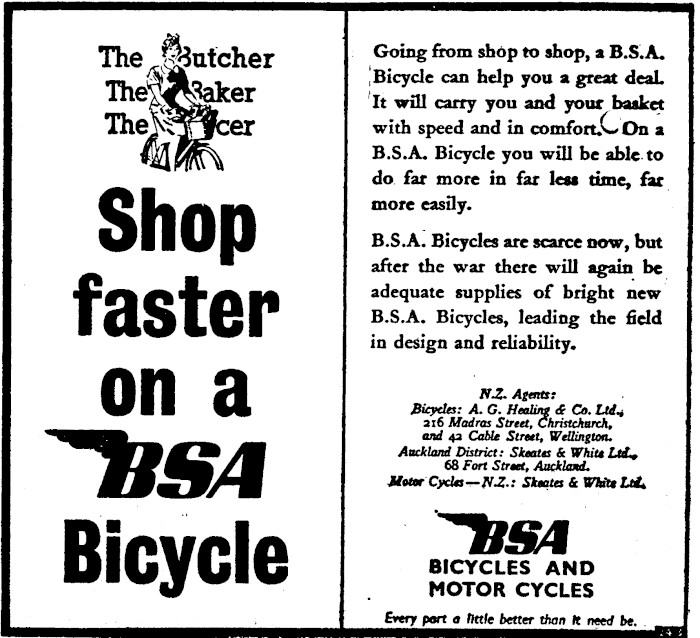 The Butcher
The Baker
The cer
Shop
faster
on a
BSA
Bicycle
Going from shop to shop, a B.S.A.
Bicycle can help you a great deal.
It will carry you and your basket
with speed and in comfort. On a
B.S.A. Bicycle you will be able to
do far more in far less time, far
more easily.
B.S.A. Bicycles are scarce now, but
after the war there will again be
adequate supplies of bright new
B.S.A. Bicycles, leading the field
in design and reliability.
N.Z. Agents:
Bicycles: A. G. Healing & Co. Ltd.,
216 Madras Street, Christchurch,
and 42 Cable Street, Wellington.
Auckland District: Skeates & White Ltd.,
68 Fort Street, Auckland.
Motor Cycles—N.Z.: Skeates & White Ltd.
BSA
BICYCLES AND
MOTOR CYCLES
Every part a little better than it need be.